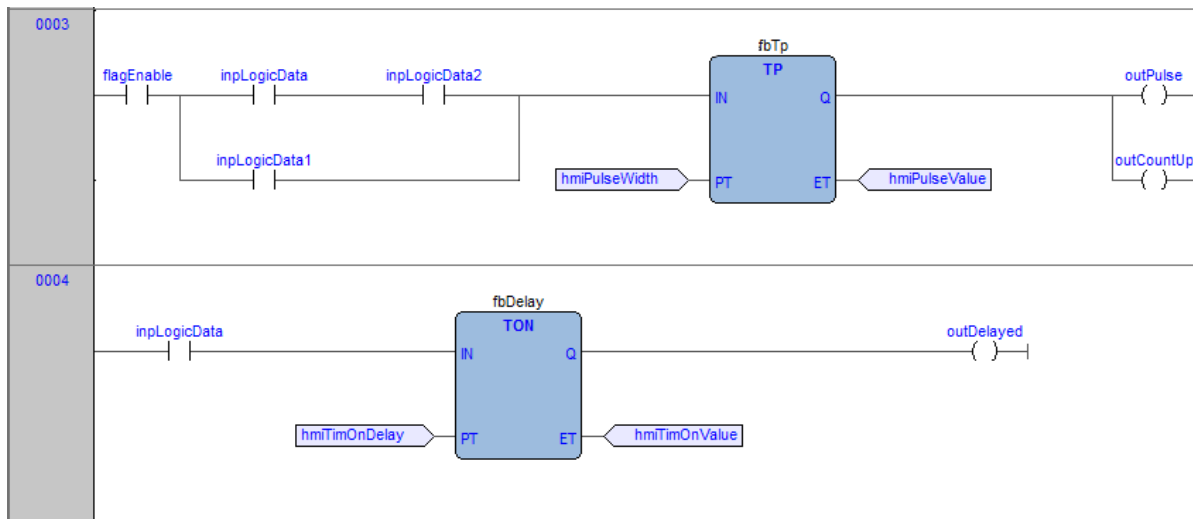 0003
fbTp
TP
flagEnable
inpLogicData
inpLogicData2
outPulse
IN
Q
inpLogicData1
outCountUp
hmiPulseWidth
PT
ET
hmiPulseValue
0004
fbDelay
TON
inpLogicData
outDelayed
IN
Q
hmiTimOnDelay
PT
ET
hmiTimOnValue